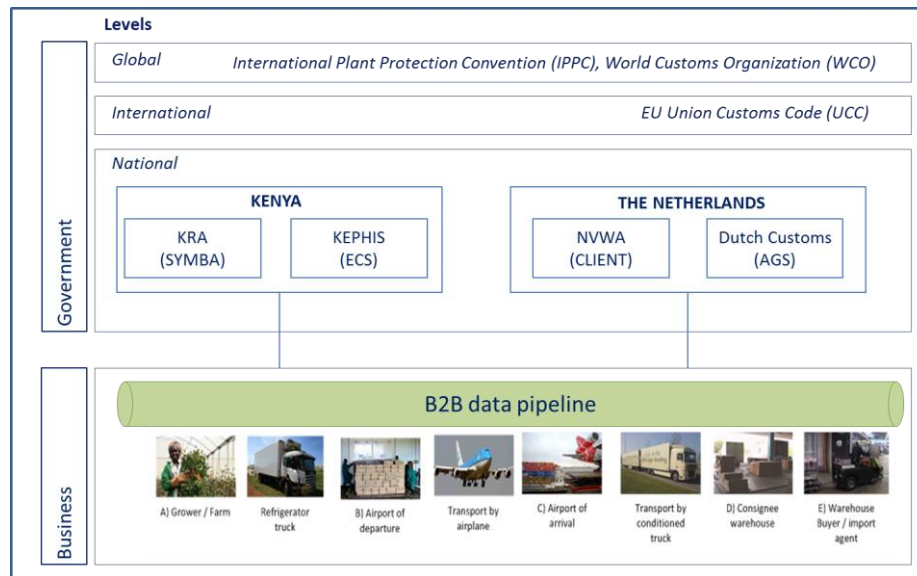 Levels
Global
International Plant Protection Convention (IPPC), World Customs Organization (WCO)
International
EU Union Customs Code (UCC)
National
KENYA
KRA
(SYMBA)
KEPHIS
(ECS)
THE NETHERLANDS
NVWA
(CLIENT)
Dutch Customs
(AGS)
Government
Business
B2B data pipeline
A) Grower / Farm
Refrigerator
truck
B) Airport of
departure
Transport by
airplane
C) Airport of
arrival
Transport by
conditioned
truck
D) Consignee
warehouse
E) Warehouse
Buyer / import
agent